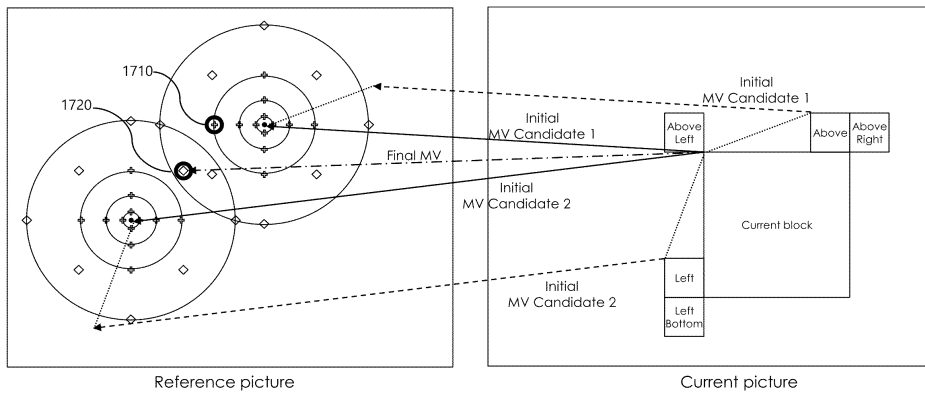 1710
1720
Initial
MV Candidate 1
Initial
MV Candidate 1
Final MV
Initial
MV Candidate 2
Initial
MV Candidate 2
Above
Left
Above
Above
Right
Current block
Left
Left
Bottom
Reference picture
Current picture